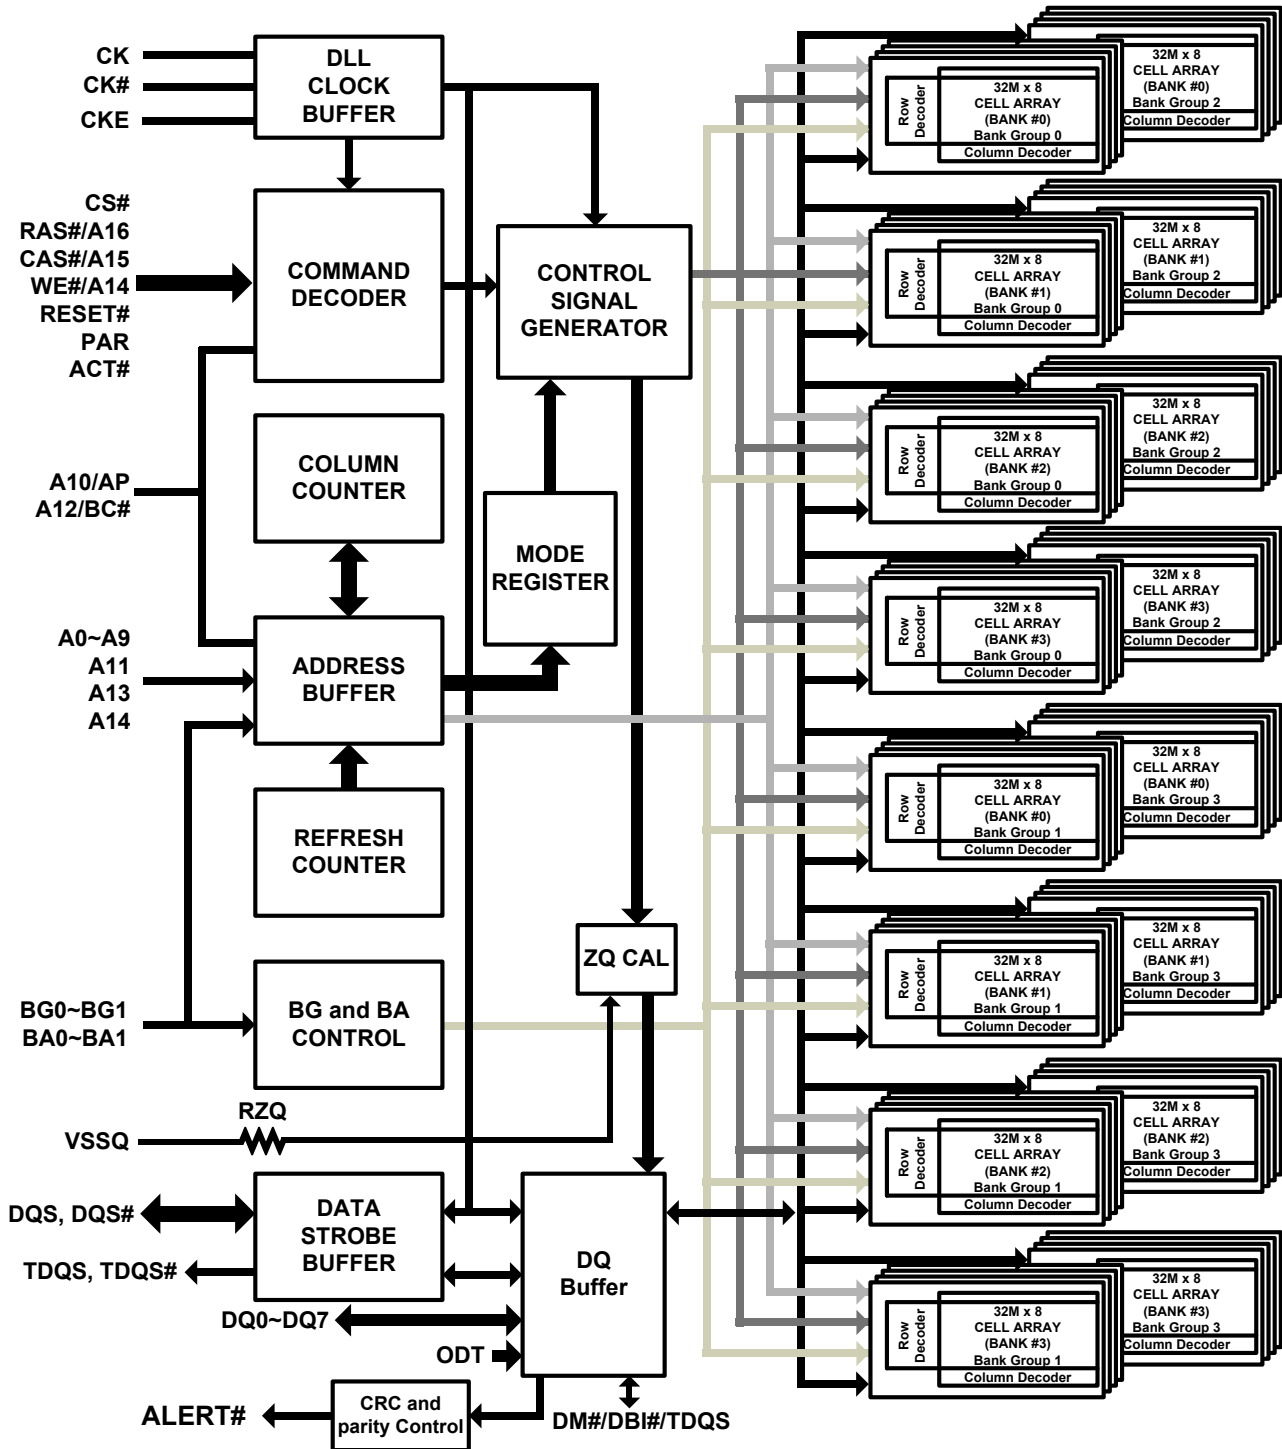 CK
CK#
CKE
DLL
CLOCK
BUFFER
CS#
RAS#/A16
CAS#/A15
WE#/A14
RESET#
PAR
ACT#
COMMAND
DECODER
CONTROL
SIGNAL
GENERATOR
A10/AP
A12/BC#
COLUMN
COUNTER
MODE
REGISTER
A0~A9
A11
A13
A14
ADDRESS
BUFFER
REFRESH
COUNTER
ZQ CAL
BG0~BG1
BA0~BA1
BG and BA
CONTROL
RZQ
VSSQ
DQS, DQS#
TDQS, TDQS#
DATA
STROBE
BUFFER
DQ
Buffer
DQ0~DQ7
ODT
ALERT#
CRC and
parity Control
DM#/DBI#/TDQS
32M x 8
CELL ARRAY
(BANK #0)
Bank Group 2
Column Decoder
Row
Decoder
32M x 8
CELL ARRAY
(BANK #0)
Bank Group 0
Column Decoder
32M x 8
CELL ARRAY
(BANK #1)
Bank Group 2
Column Decoder
Row
Decoder
32M x 8
CELL ARRAY
(BANK #1)
Bank Group 0
Column Decoder
32M x 8
CELL ARRAY
(BANK #2)
Bank Group 2
Column Decoder
Row
Decoder
32M x 8
CELL ARRAY
(BANK #2)
Bank Group 0
Column Decoder
32M x 8
CELL ARRAY
(BANK #3)
Bank Group 2
Column Decoder
Row
Decoder
32M x 8
CELL ARRAY
(BANK #3)
Bank Group 0
Column Decoder
32M x 8
CELL ARRAY
(BANK #0)
Bank Group 3
Column Decoder
Row
Decoder
32M x 8
CELL ARRAY
(BANK #0)
Bank Group 1
Column Decoder
32M x 8
CELL ARRAY
(BANK #1)
Bank Group 3
Column Decoder
Row
Decoder
32M x 8
CELL ARRAY
(BANK #1)
Bank Group 1
Column Decoder
32M x 8
CELL ARRAY
(BANK #2)
Bank Group 3
Column Decoder
Row
Decoder
32M x 8
CELL ARRAY
(BANK #2)
Bank Group 1
Column Decoder
32M x 8
CELL ARRAY
(BANK #3)
Bank Group 3
Column Decoder
Row
Decoder
32M x 8
CELL ARRAY
(BANK #3)
Bank Group 1
Column Decoder